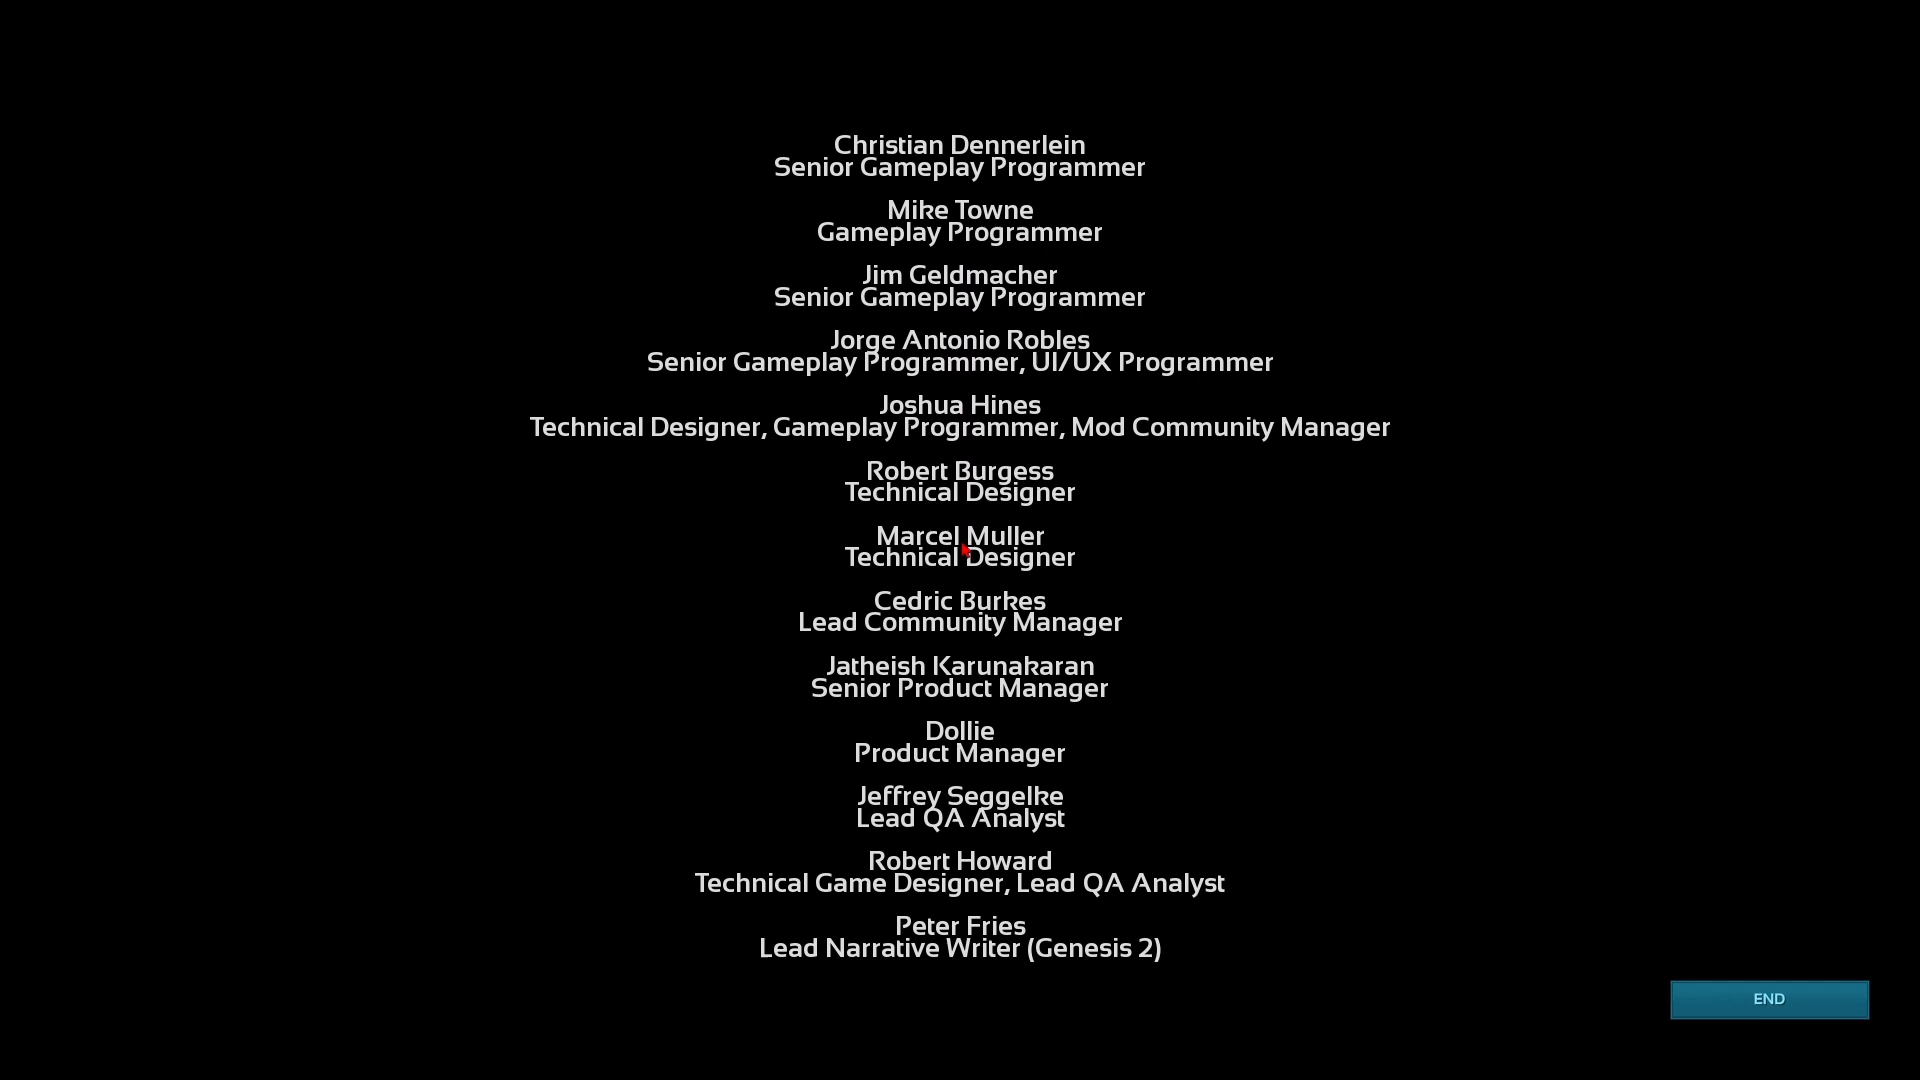 Christian Dennerlein
Senior Gameplay Programmer
Mike Towne
Gameplay Programmer
Jim Geldmacher
Senior Gameplay Programmer
Jorge Antonio Robles
Senior Gameplay Programmer, UI/UX Programmer
Joshua Hines
Technical Designer, Gameplay Programmer, Mod Community Manager
Robert Burgess
Technical Designer
Marcel Muller
Technical Designer
Cedric Burkes
Lead Community Manager
Jatheish Karunakaran
Senior Product Manager
Dollie
Product Manager
Jeffrey Seggelke
Lead QA Analyst
Robert Howard
Technical Game Designer, Lead QA Analyst
Peter Fries
Lead Narrative Writer (Genesis 2)
END